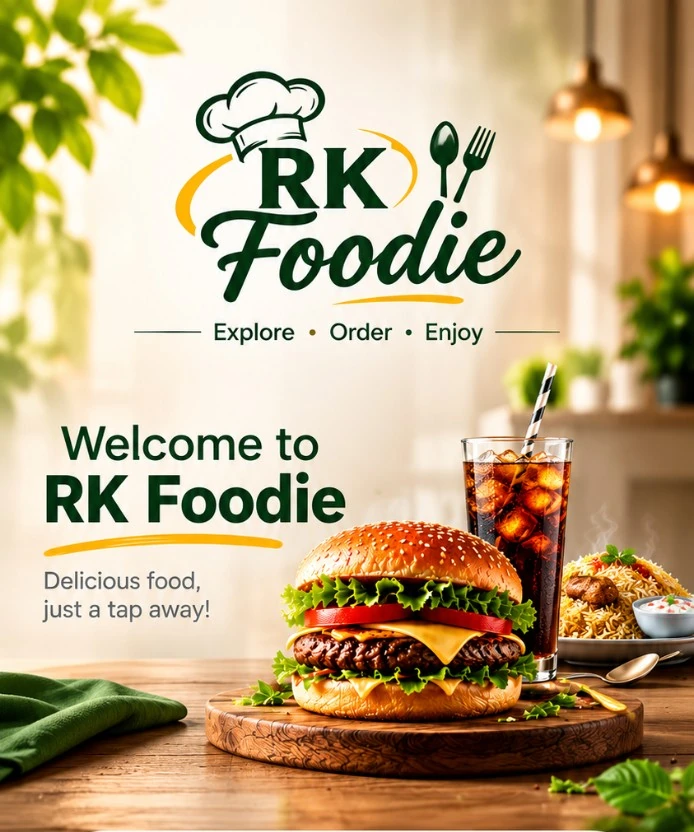 RK
Foodie
Explore • Order • Enjoy
Welcome to
RK Foodie
Delicious food,
just a tap away!